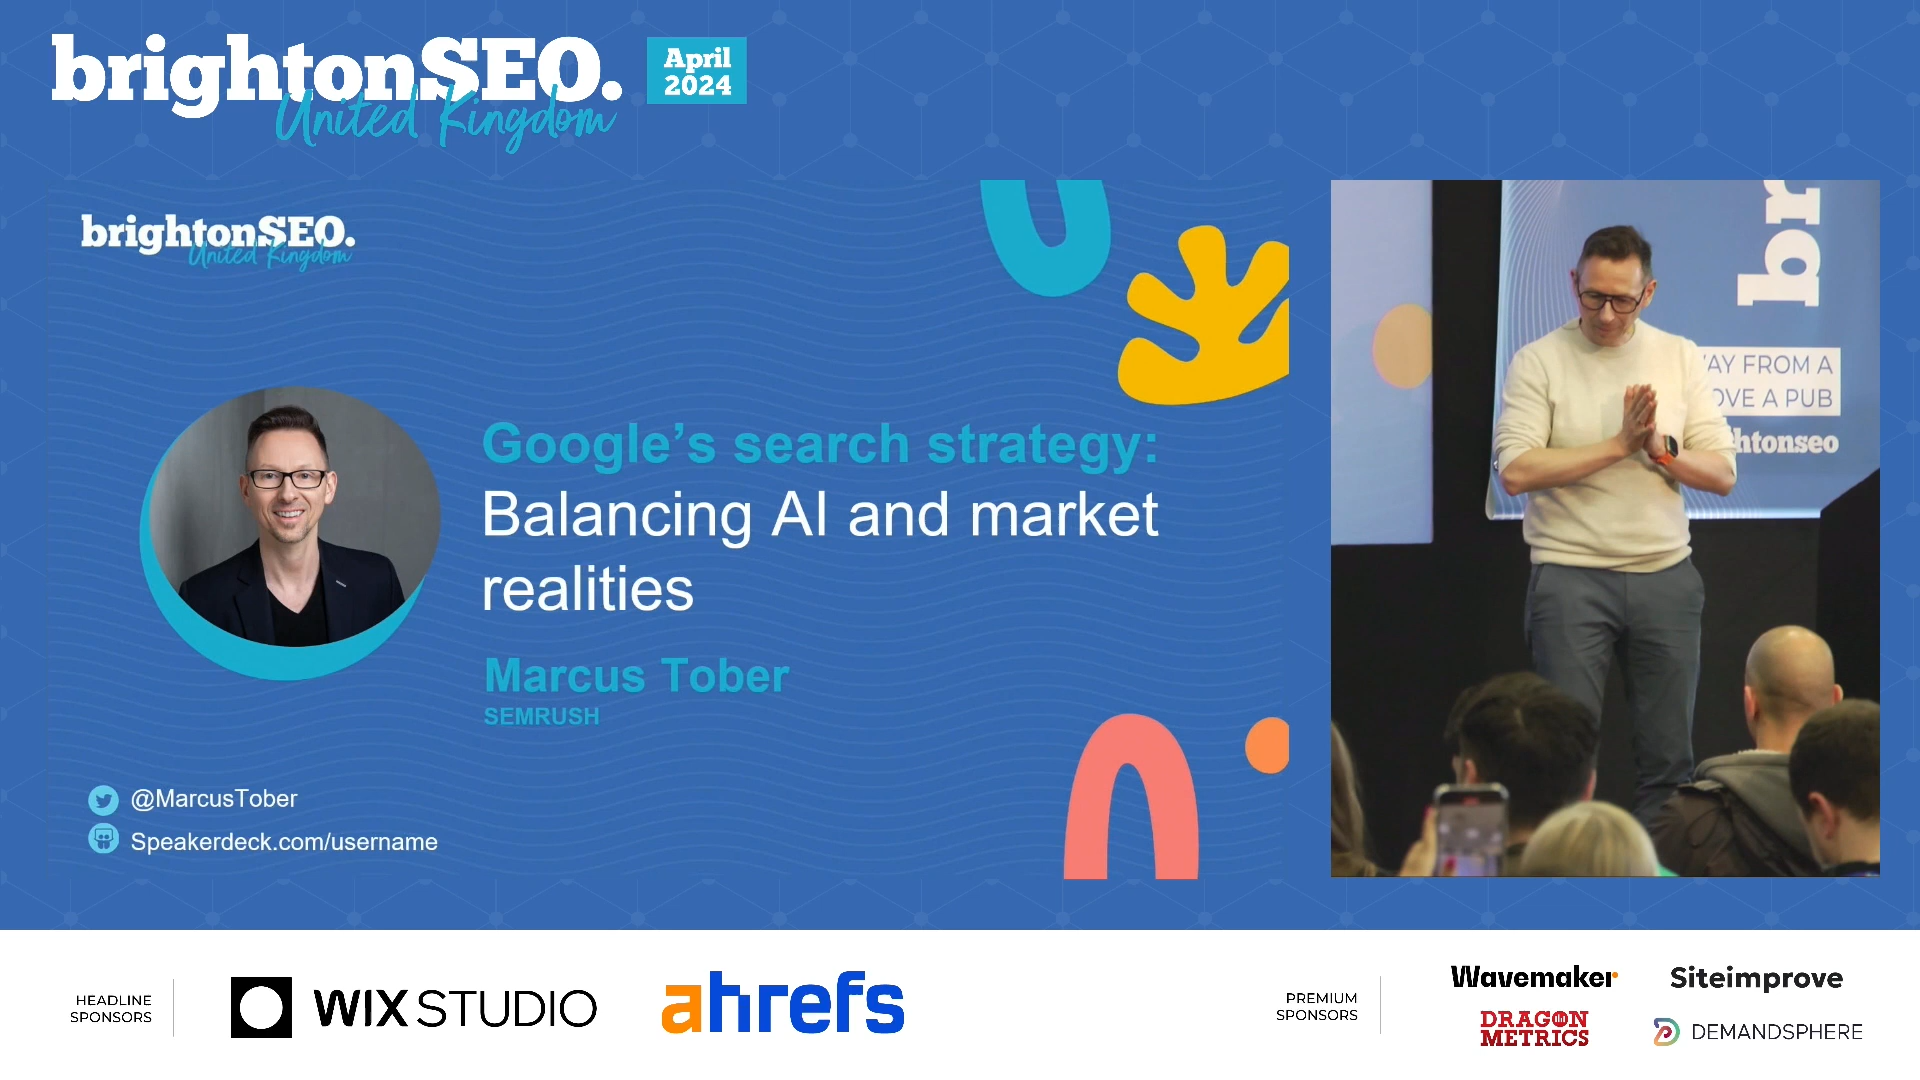 brightonSEO.
United Kingdom
April
2024
brightonSEO.
United Kingdom
Google’s search strategy:
Balancing AI and market
realities
Marcus Tober
SEMRUSH
@MarcusTober
Speakerdeck.com/username
br
AY FROM A
OVE A PUB
htonseo
HEADLINE
SPONSORS
WIX STUDIO
ahrefs
PREMIUM
SPONSORS
Wavemaker
Siteimprove
DRAGON
METRICS
DEMANDSPHERE